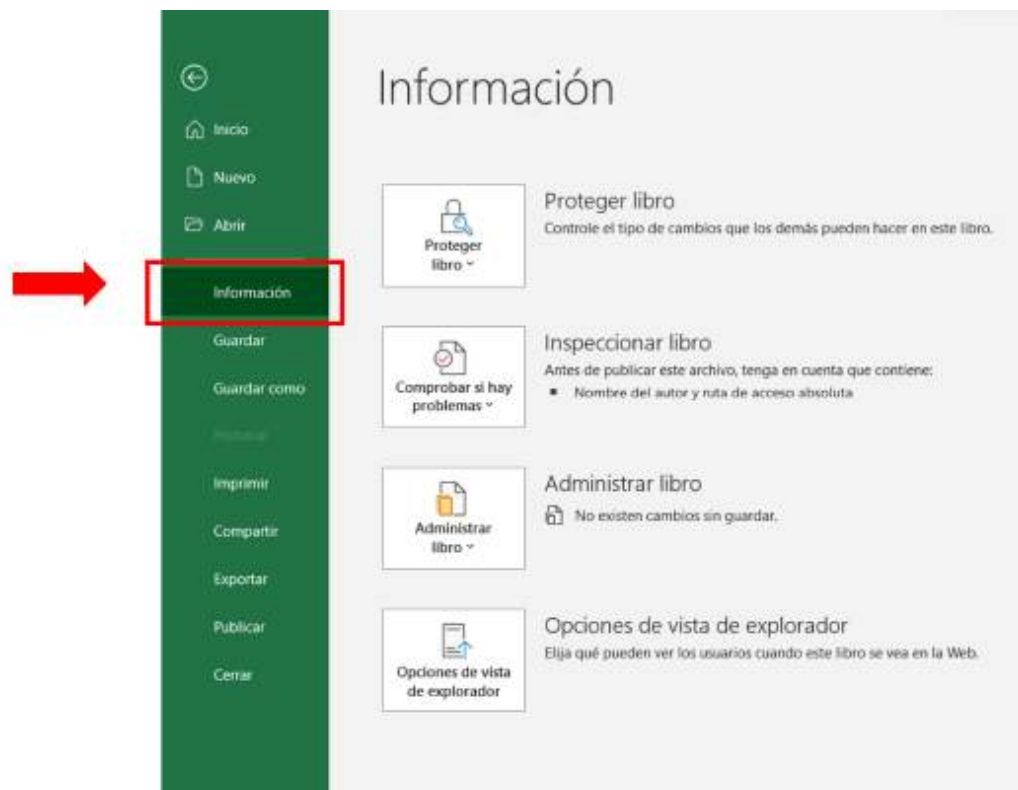 Inicio
Nuevo
Abrir
Información
Guardar
Guardar como
Imprimir
Compartir
Exportar
Publicar
Cerrar
Información
Proteger
libro
Proteger libro
Controle el tipo de cambios que los demás pueden hacer en este libro.
Comprobar si hay
problemas
Inspeccionar libro
Antes de publicar este archivo, tenga en cuenta que contiene:
Nombre del autor y ruta de acceso absoluta
Administrar
libro
Administrar libro
No existen cambios sin guardar.
Opciones de vista
de explorador
Opciones de vista de explorador
Elija qué pueden ver los usuarios cuando este libro se vea en la Web.